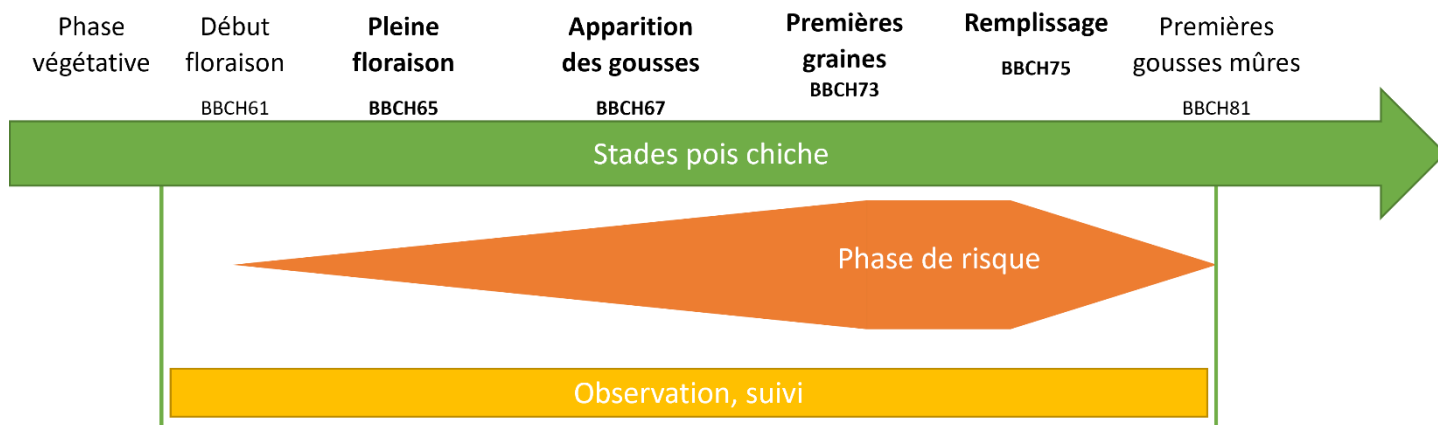 Phase
végétative
Début
floraison
BBCH61
Pleine
floraison
BBCH65
Apparition
des gousses
BBCH67
Premières
graines
BBCH73
Remplissage
BBCH75
Premières
gousses mûres
BBCH81
Stades pois chiche
Phase de risque
Observation, suivi